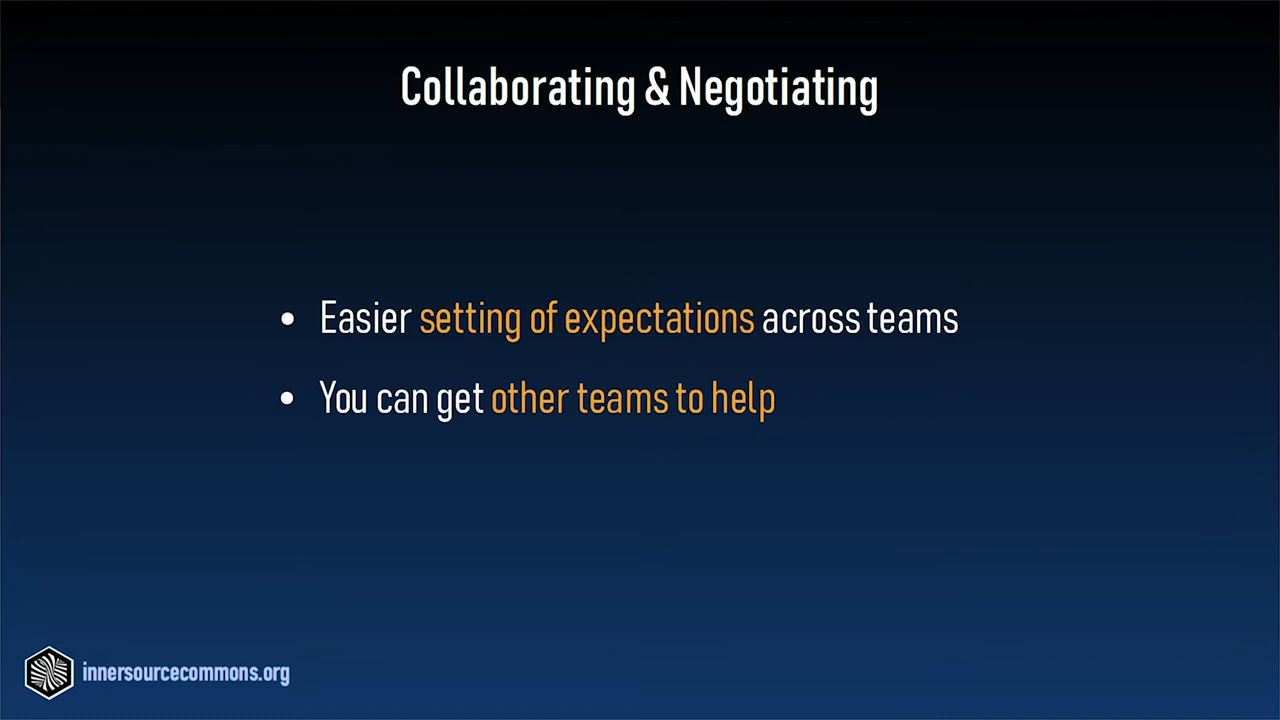 Collaborating & Negotiating
• Easier setting of expectations across teams
• You can get other teams to help
innersourcecommons.org